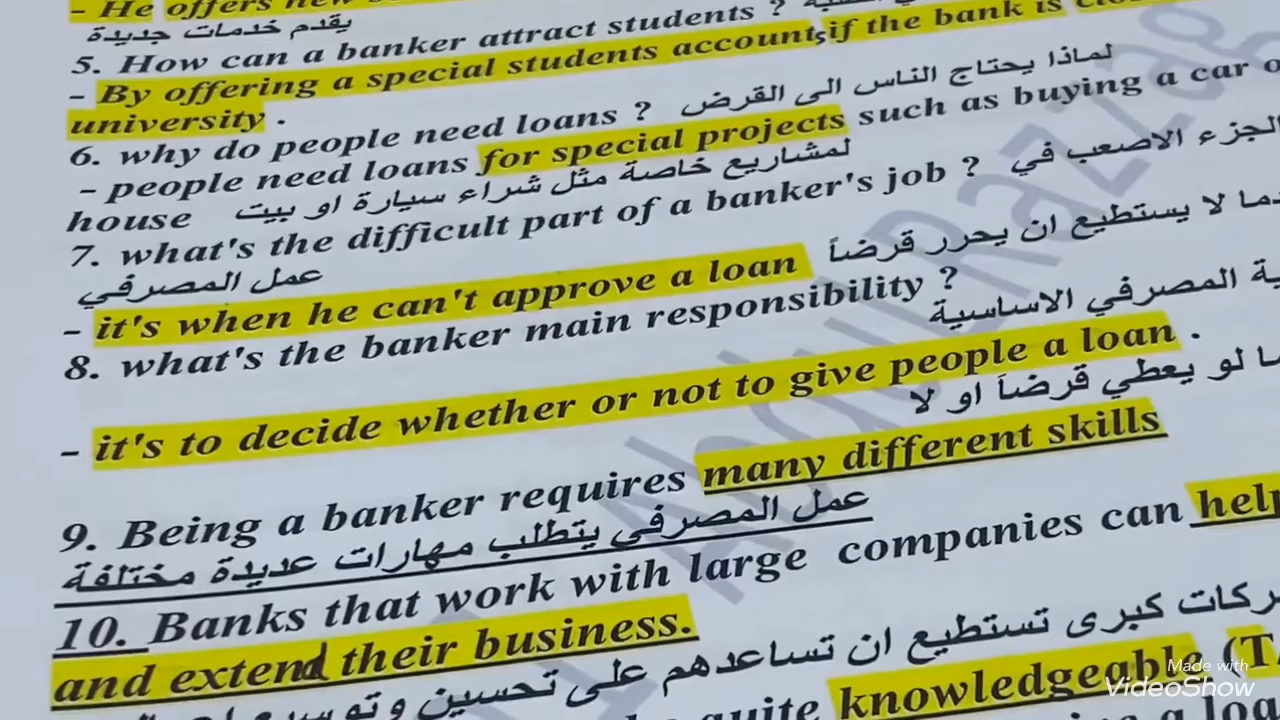 - He offers new
يقدم خدمات جديدة
5. How can a banker attract students ?
- By offering a special students account,if the bank is
university .
6. why do people need loans ? لماذا يحتاج الناس الى القرض
- people need loans for special projects such as buying a car
house لمشاريع خاصة مثل شراء سيارة او بيت
7. what's the difficult part of a banker's job ? الجزء الاصعب في
عمل المصرفي
- it's when he can't approve a loan لا يستطيع ان يحرر قرضاً
8. what's the banker main responsibility ? المصرفي الاساسية
- it's to decide whether or not to give people a loan . لو يعطي قرضاً او لا
9. Being a banker requires many different skills
عمل المصرفي يتطلب مهارات عديدة مختلفة
10. Banks that work with large companies can help
and extend their business. كبرى تستطيع ان تساعدهم على تحسين
quite knowledgeable
Made with
VideoShow